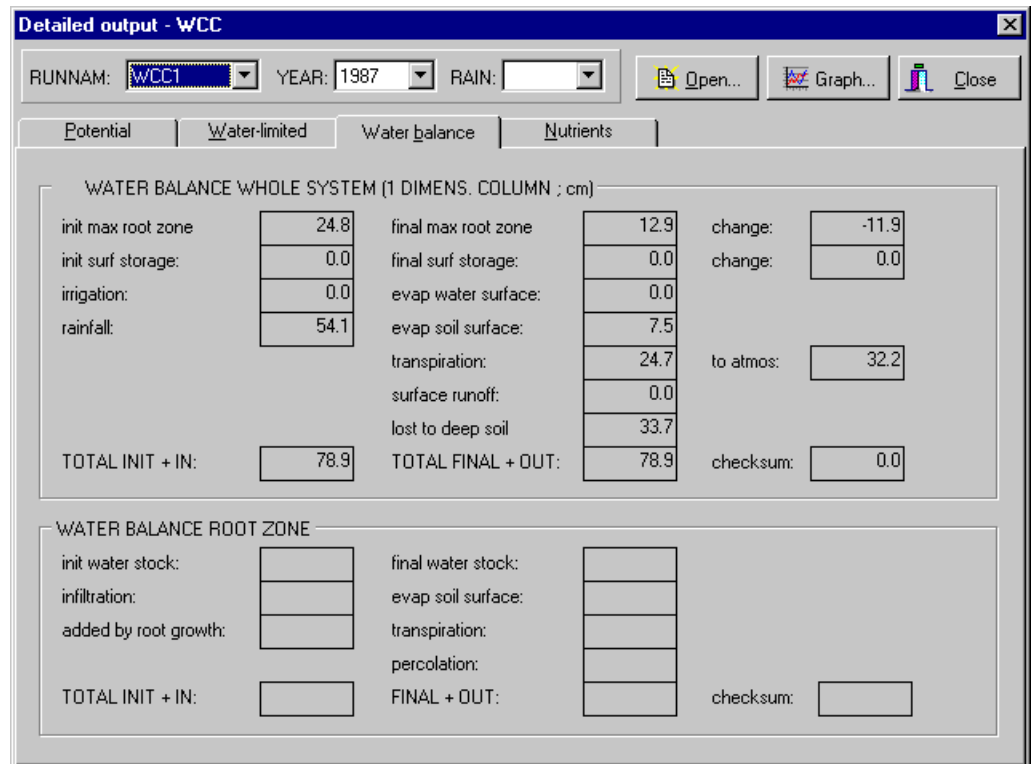 Detailed output - WCC
RUNNAM: WCC1 YEAR: 1987 RAIN: Open... Graph... Close
Potential Water-limited Water balance Nutrients
WATER BALANCE WHOLE SYSTEM (1 DIMENS. COLUMN ; cm)
init max root zone 24.8 final max root zone 12.9 change: -11.9
init surf storage: 0.0 final surf storage: 0.0 change: 0.0
irrigation: 0.0 evap water surface: 0.0
rainfall: 54.1 evap soil surface: 7.5
transpiration: 24.7 to atmos: 32.2
surface runoff: 0.0
lost to deep soil 33.7
TOTAL INIT + IN: 78.9 TOTAL FINAL + OUT: 78.9 checksum: 0.0
WATER BALANCE ROOT ZONE
init water stock: final water stock:
infiltration: evap soil surface:
added by root growth: transpiration:
percolation:
TOTAL INIT + IN: FINAL + OUT: checksum: